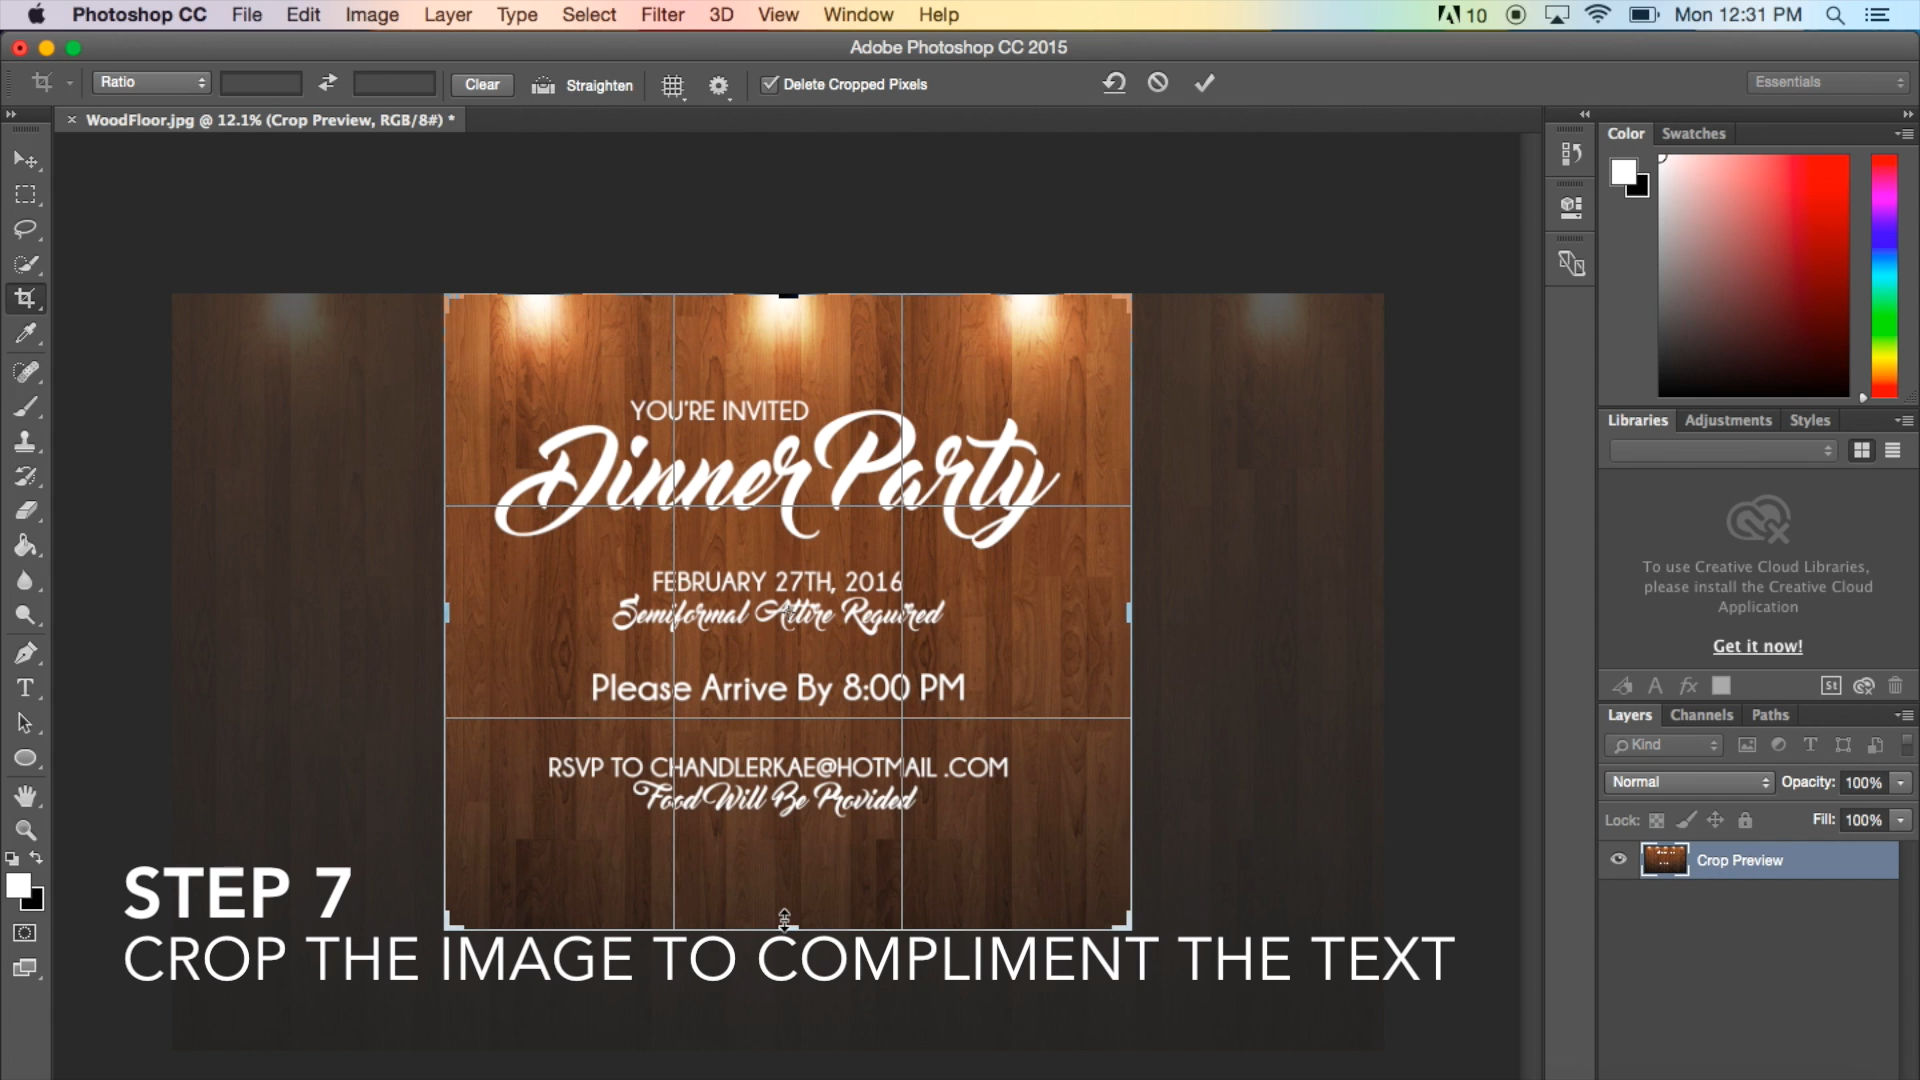 Photoshop CC File Edit Image Layer Type Select Filter 3D View Window Help 10 Mon 12:31 PM
Adobe Photoshop CC 2015
Ratio Clear Straighten Delete Cropped Pixels Essentials
WoodFloor.jpg @ 12.1% (Crop Preview, RGB/8#) *
Color Swatches
YOU'RE INVITED
Dinner Party
FEBRUARY 27TH, 2016
Semiformal Attire Required
Please Arrive By 8:00 PM
RSVP TO CHANDLERKAE@HOTMAIL .COM
Food Will Be Provided
STEP 7
CROP THE IMAGE TO COMPLIMENT THE TEXT
Libraries Adjustments Styles
To use Creative Cloud Libraries,
please install the Creative Cloud
Application
Get it now!
St
Layers Channels Paths
Kind
Normal Opacity: 100%
Lock: Fill: 100%
Crop Preview